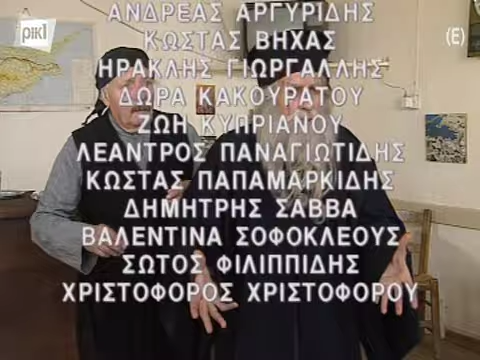 ΡΙΚ1
(E)
ΑΝΔΡΕΑΣ ΑΡΓΥΡΙΔΗΣ
ΚΩΣΤΑΣ ΒΗΧΑΣ
ΗΡΑΚΛΗΣ ΓΙΩΡΓΑΛΛΗΣ
ΔΩΡΑ ΚΑΚΟΥΡΑΤΟΥ
ΖΩΗ ΚΥΠΡΙΑΝΟΥ
ΛΕΑΝΤΡΟΣ ΠΑΝΑΓΙΩΤΙΔΗΣ
ΚΩΣΤΑΣ ΠΑΠΑΜΑΡΚΙΔΗΣ
ΔΗΜΗΤΡΗΣ ΣΑΒΒΑ
ΒΑΛΕΝΤΙΝΑ ΣΟΦΟΚΛΕΟΥΣ
ΣΩΤΟΣ ΦΙΛΙΠΠΙΔΗΣ
ΧΡΙΣΤΟΦΟΡΟΣ ΧΡΙΣΤΟΦΟΡΟΥ